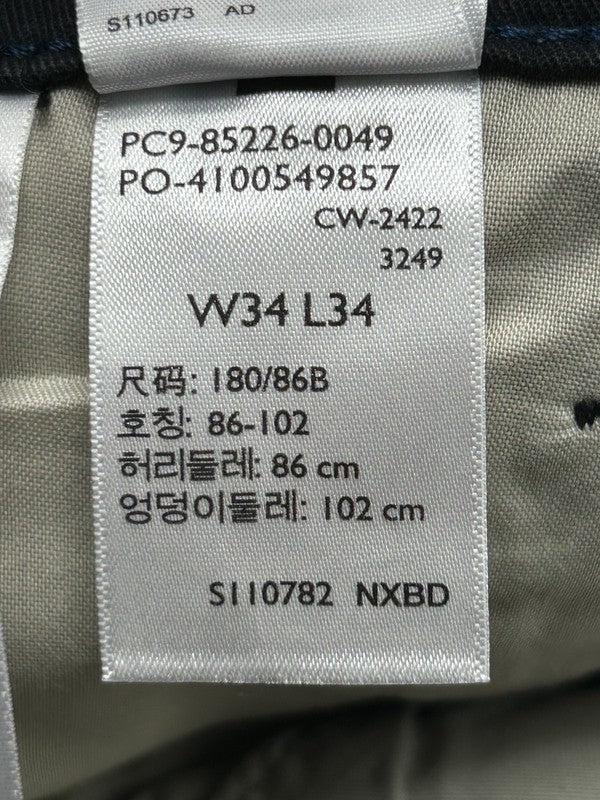 S110673 AD
PC9-85226-0049
PO-4100549857
CW-2422
3249
W34 L34
尺码: 180/86B
호칭: 86-102
허리둘레: 86 cm
엉덩이둘레: 102 cm
S110782 NXBD